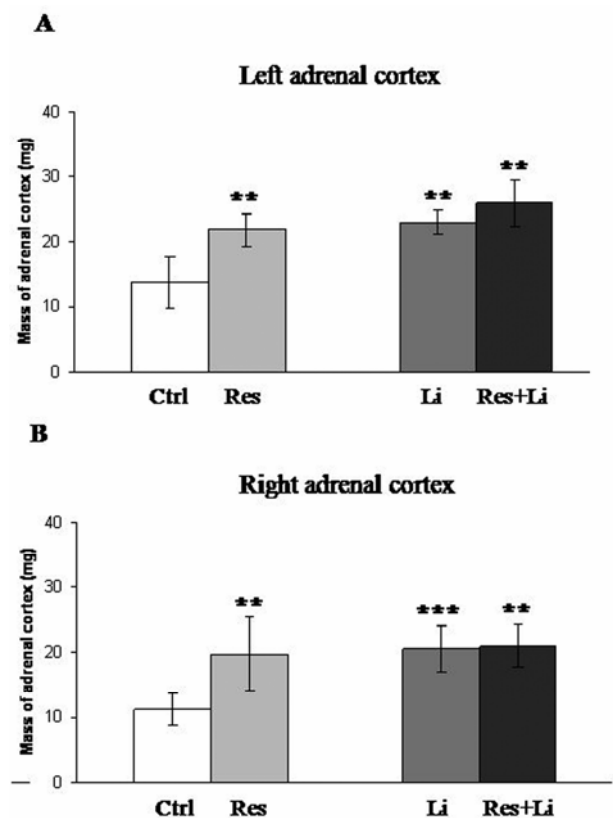 A
Left adrenal cortex
Mass of adrenal cortex (mg)
40
30
20
10
0
** ** **
Ctrl Res Li Res+Li
B
Right adrenal cortex
Mass of adrenal cortex (mg)
40
30
20
10
0
** *** **
Ctrl Res Li Res+Li